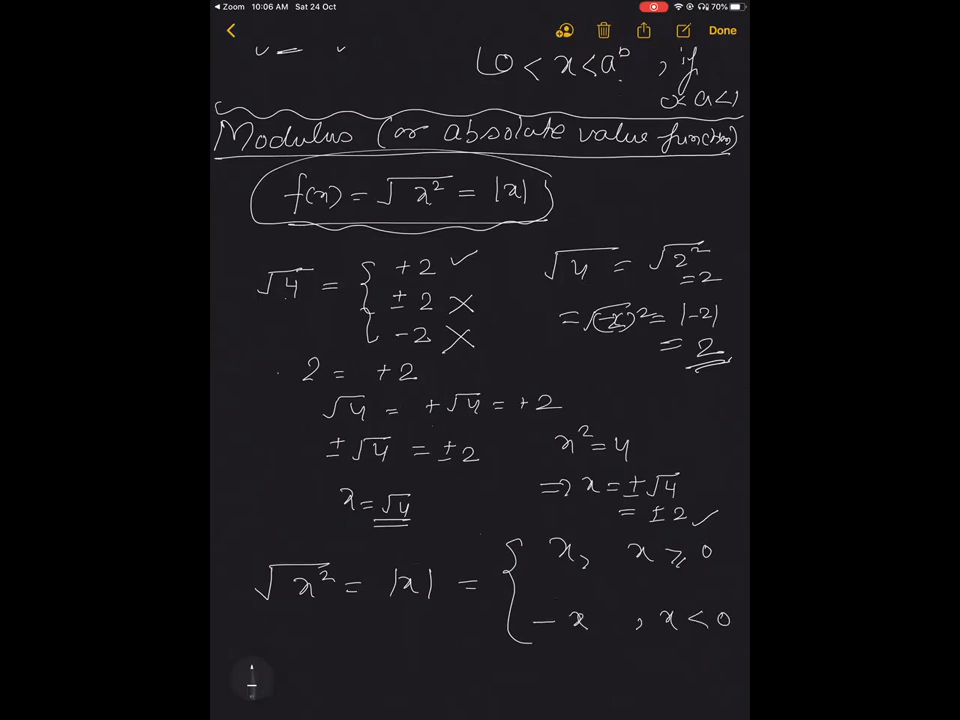 Zoom 10:06 AM Sat 24 Oct 70%
Done
0 < x < a^b , if
0 < a < 1
Modulus (or absolute value function)
f(x) = √x² = |x|
√4 = { +2 ✓
± 2 ✗
− 2 ✗
√4 = √2²
= 2
= √(−2)² = |−2|
= 2
2 = +2
√4 = +√4 = +2
± √4 = ± 2
x = √4
x² = 4
⇒ x = ± √4
= ± 2 ✓
√x² = |x| = { x, x ≥ 0
− x , x < 0